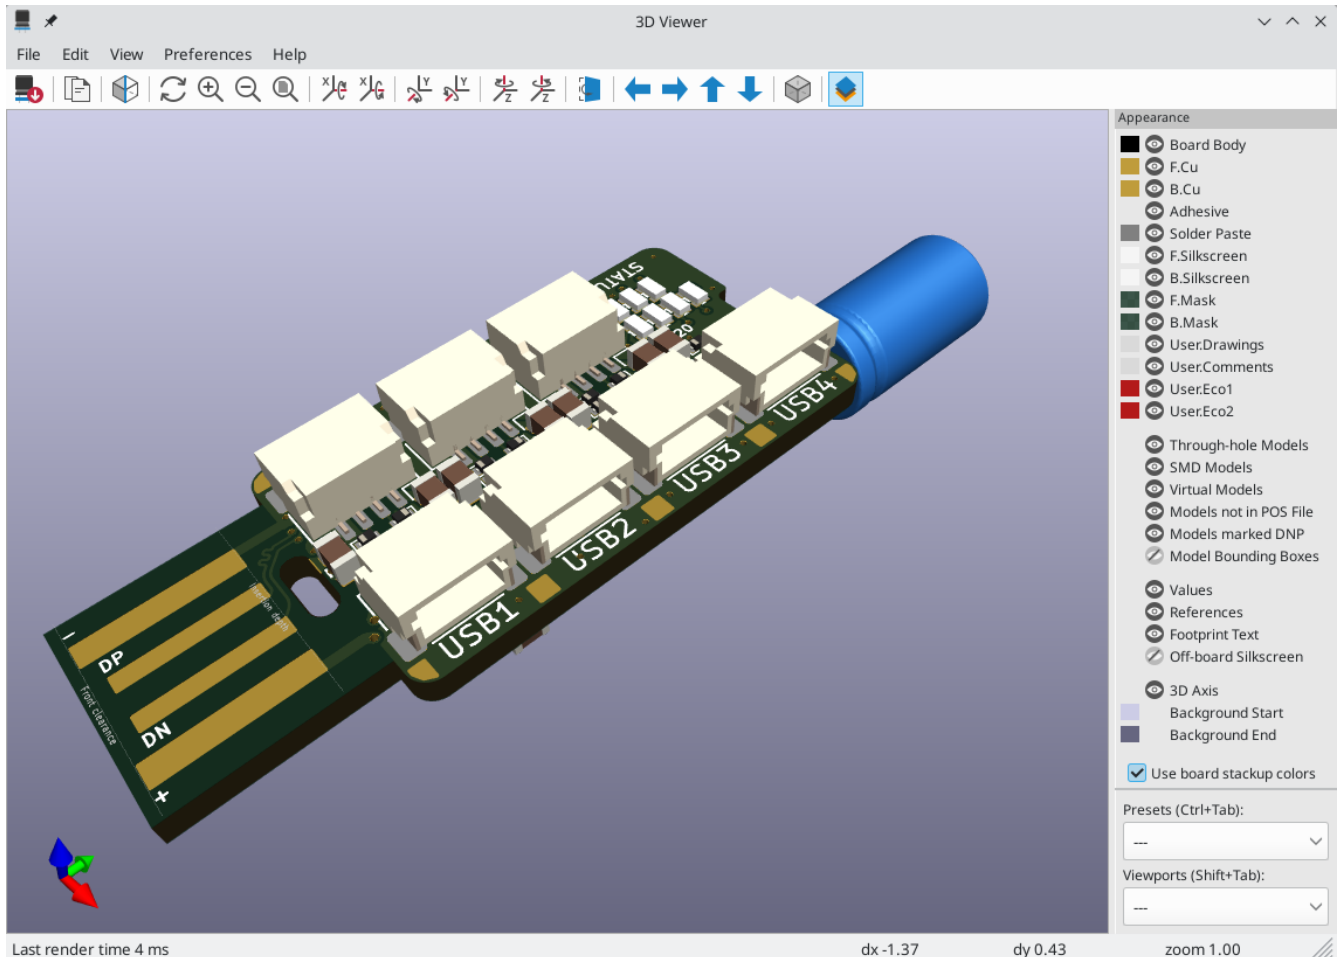 3D Viewer
File Edit View Preferences Help
Appearance
Board Body
F.Cu
B.Cu
Adhesive
Solder Paste
F.Silkscreen
B.Silkscreen
F.Mask
B.Mask
User.Drawings
User.Comments
User.Eco1
User.Eco2
Through-hole Models
SMD Models
Virtual Models
Models not in POS File
Models marked DNP
Model Bounding Boxes
Values
References
Footprint Text
Off-board Silkscreen
3D Axis
Background Start
Background End
Use board stackup colors
Presets (Ctrl+Tab):
---
Viewports (Shift+Tab):
---
X X Y Y Z Z
STATU
20
USB4
USB3
USB2
USB1
Insertion depth
-
DP
DN
+
Front clearance
Last render time 4 ms dx -1.37 dy 0.43 zoom 1.00